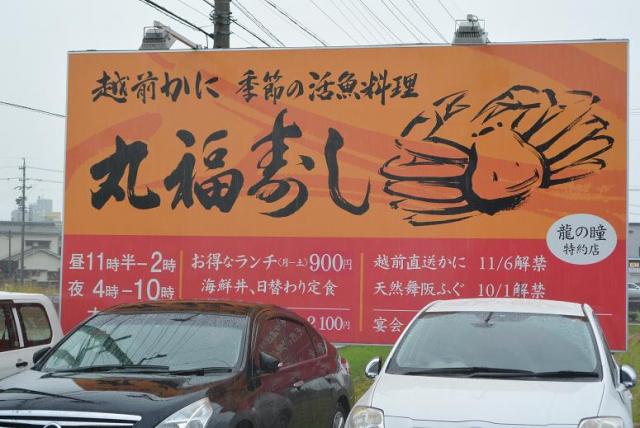 越前かに 季節の活魚料理
丸福寿し
龍の瞳
特約店
昼11時半-2時
夜4時-10時
お得なランチ(月-土)900円
海鮮丼、日替わり定食
2,100円
越前直送かに 11/6解禁
天然舞阪ふぐ 10/1解禁
宴会